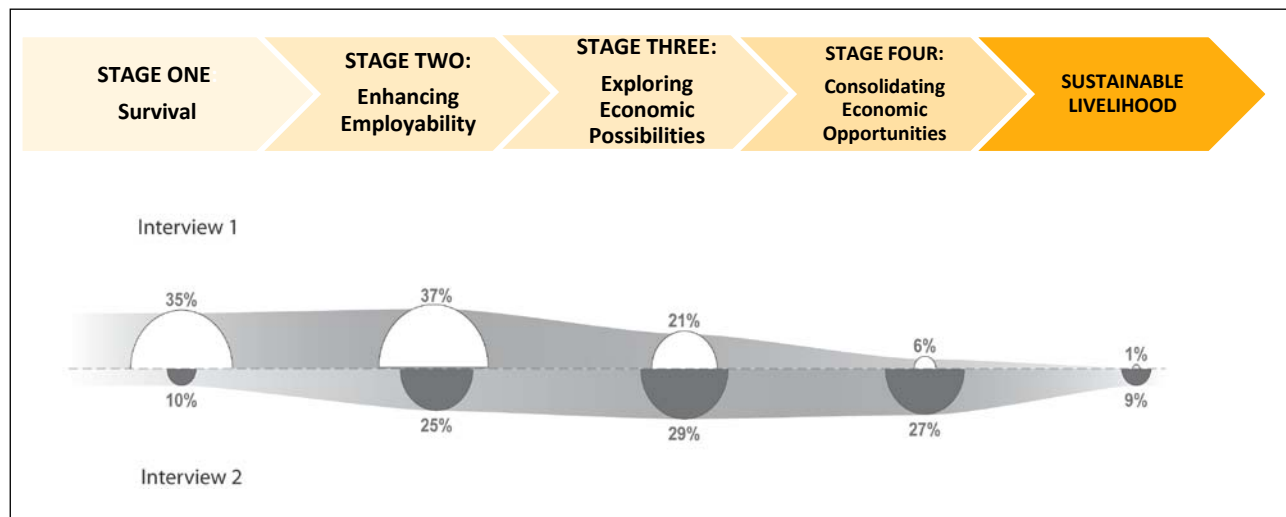 STAGE ONE
Survival
STAGE TWO:
Enhancing
Employability
STAGE THREE:
Exploring
Economic
Possibilities
STAGE FOUR:
Consolidating
Economic
Opportunities
SUSTAINABLE
LIVELIHOOD
Interview 1
35%
37%
21%
6%
1%
10%
25%
29%
27%
9%
Interview 2